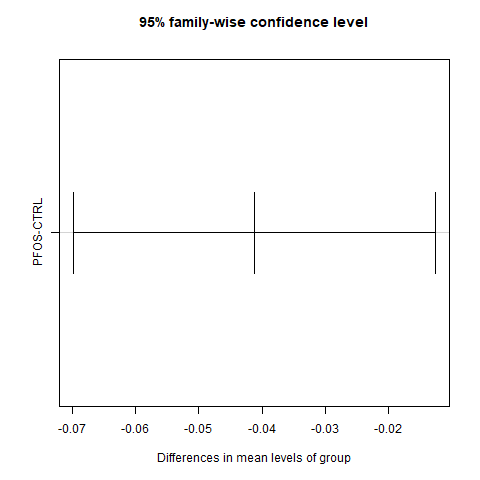 95% family-wise confidence level
PFOS-CTRL
-0.07 -0.06 -0.05 -0.04 -0.03 -0.02
Differences in mean levels of group